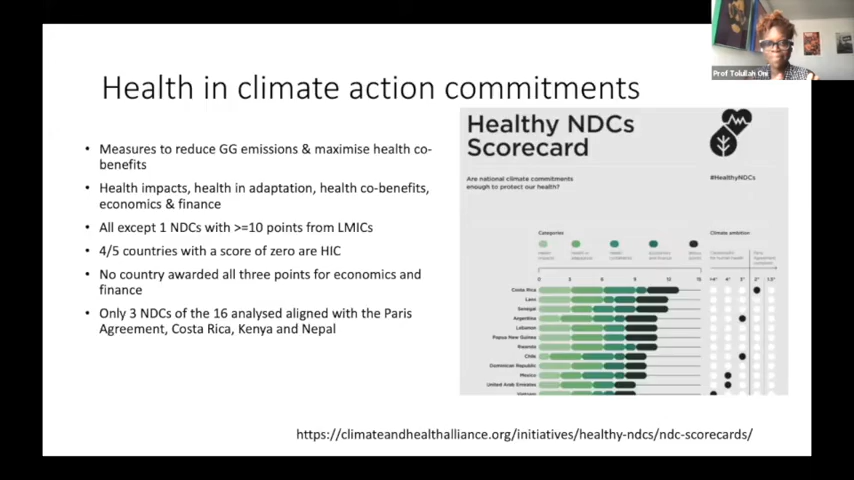 Prof Tolullah Oni
Health in climate action commitments
• Measures to reduce GG emissions & maximise health co-
benefits
• Health impacts, health in adaptation, health co-benefits,
economics & finance
• All except 1 NDCs with >=10 points from LMICs
• 4/5 countries with a score of zero are HIC
• No country awarded all three points for economics and
finance
• Only 3 NDCs of the 16 analysed aligned with the Paris
Agreement, Costa Rica, Kenya and Nepal
Healthy NDCs
Scorecard
Are national climate commitments
enough to protect our health?
#HealthyNDCs
Categories
Climate ambition
Costa Rica
Laos
Senegal
Argentina
Lebanon
Papua New Guinea
Rwanda
Chile
Dominican Republic
Mexico
United Arab Emirates
Vietnam
https://climateandhealthalliance.org/initiatives/healthy-ndcs/ndc-scorecards/